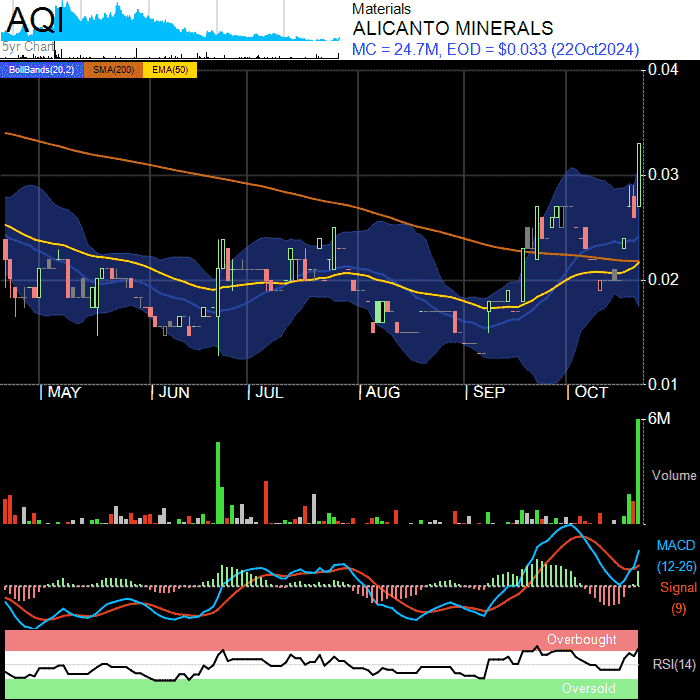 AQI
5yr Chart
Materials
ALICANTO MINERALS
MC = 24.7M, EOD = $0.033 (22Oct2024)
BollBands(20,2) SMA(200) EMA(50)
0.04
0.03
0.02
0.01
MAY JUN JUL AUG SEP OCT
6M
Volume
MACD
(12-26)
Signal
(9)
Overbought
RSI(14)
Oversold